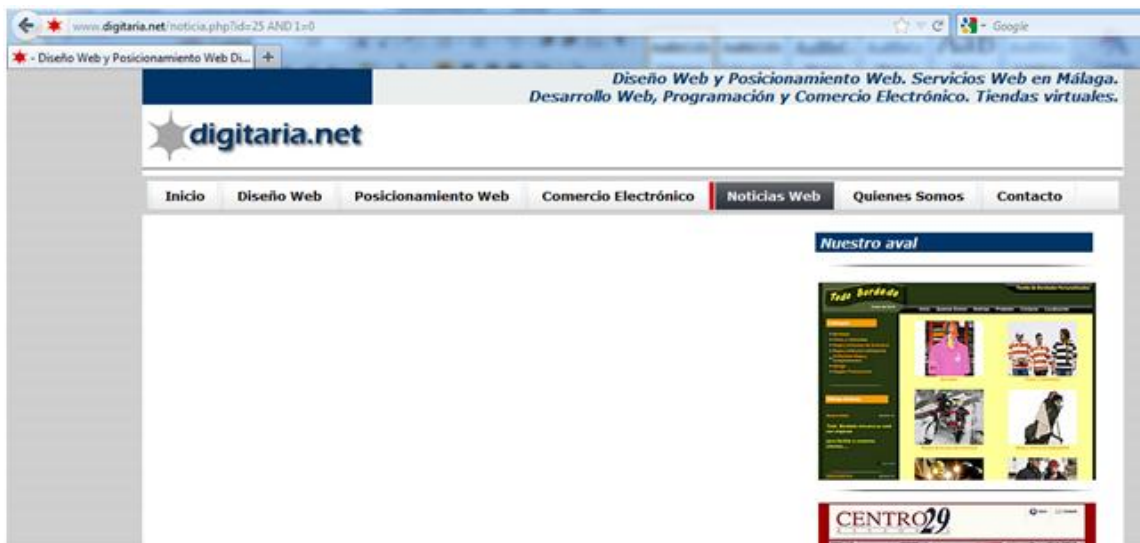 www.digitaria.net/noticia.php?id=25 AND 1=0
Google
- Diseño Web y Posicionamiento Web Di...
Diseño Web y Posicionamiento Web. Servicios Web en Málaga.
Desarrollo Web, Programación y Comercio Electrónico. Tiendas virtuales.
digitaria.net
Inicio Diseño Web Posicionamiento Web Comercio Electrónico Noticias Web Quienes Somos Contacto
Nuestro aval
Todo Bordado
CENTRO29